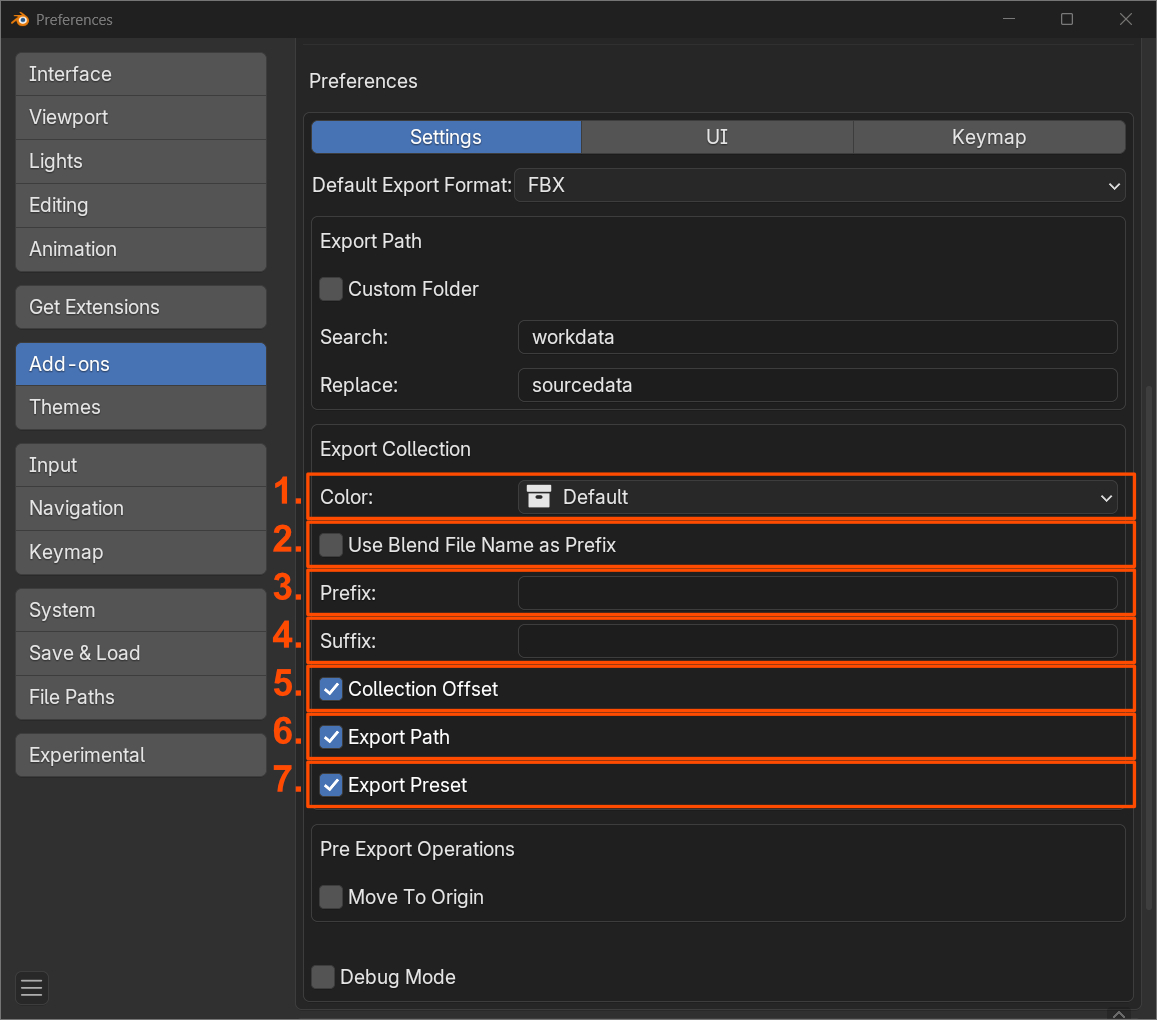 Preferences
Interface
Viewport
Lights
Editing
Animation
Get Extensions
Add-ons
Themes
Input
Navigation
Keymap
System
Save & Load
File Paths
Experimental
Preferences
Settings UI Keymap
Default Export Format: FBX
Export Path
Custom Folder
Search: workdata
Replace: sourcedata
Export Collection
1. Color: Default
2. Use Blend File Name as Prefix
3. Prefix:
4. Suffix:
5. Collection Offset
6. Export Path
7. Export Preset
Pre Export Operations
Move To Origin
Debug Mode